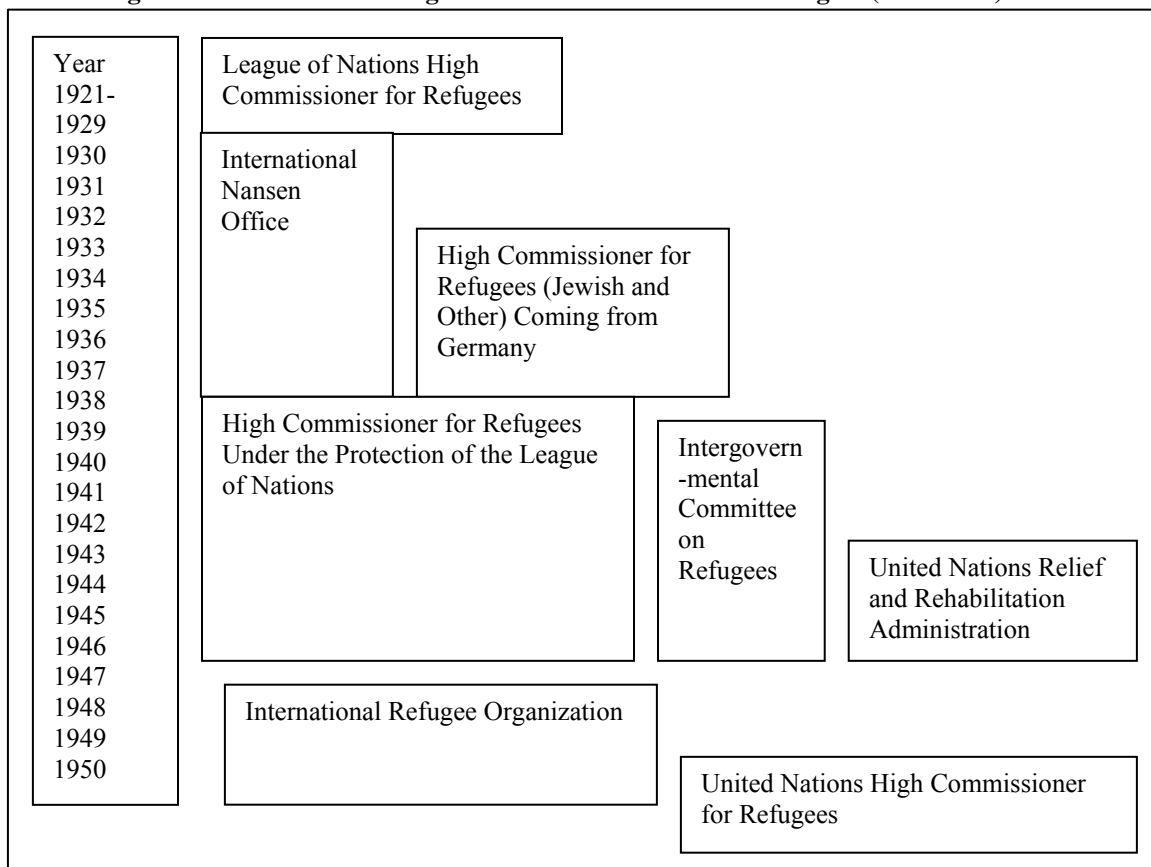 Year
1921-
1929
1930
1931
1932
1933
1934
1935
1936
1937
1938
1939
1940
1941
1942
1943
1944
1945
1946
1947
1948
1949
1950
League of Nations High
Commissioner for Refugees
International
Nansen
Office
High Commissioner for
Refugees (Jewish and
Other) Coming from
Germany
High Commissioner for Refugees
Under the Protection of the League
of Nations
Intergovern
-mental
Committee
on
Refugees
United Nations Relief
and Rehabilitation
Administration
International Refugee Organization
United Nations High Commissioner
for Refugees